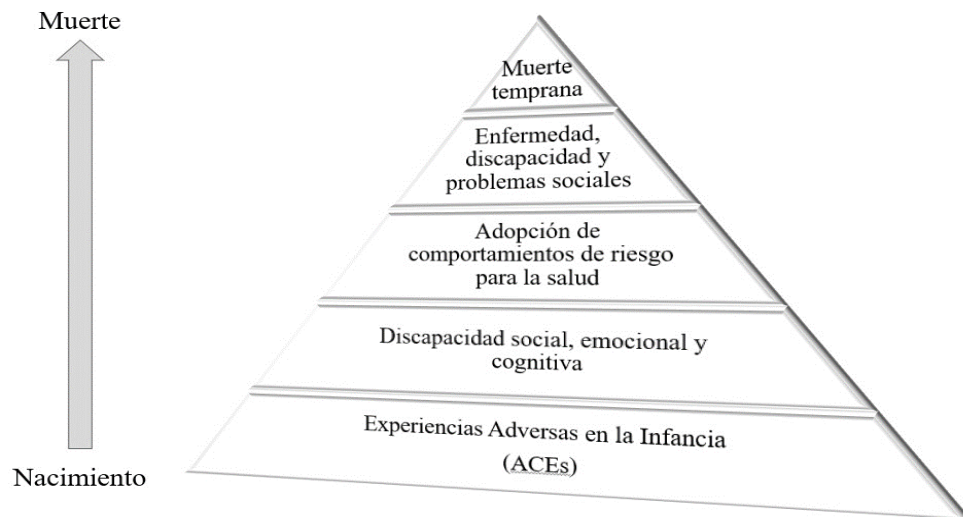 Muerte
Muerte
temprana
Enfermedad,
discapacidad y
problemas sociales
Adopción de
comportamientos de riesgo
para la salud
Discapacidad social, emocional y
cognitiva
Experiencias Adversas en la Infancia
(ACEs)
Nacimiento